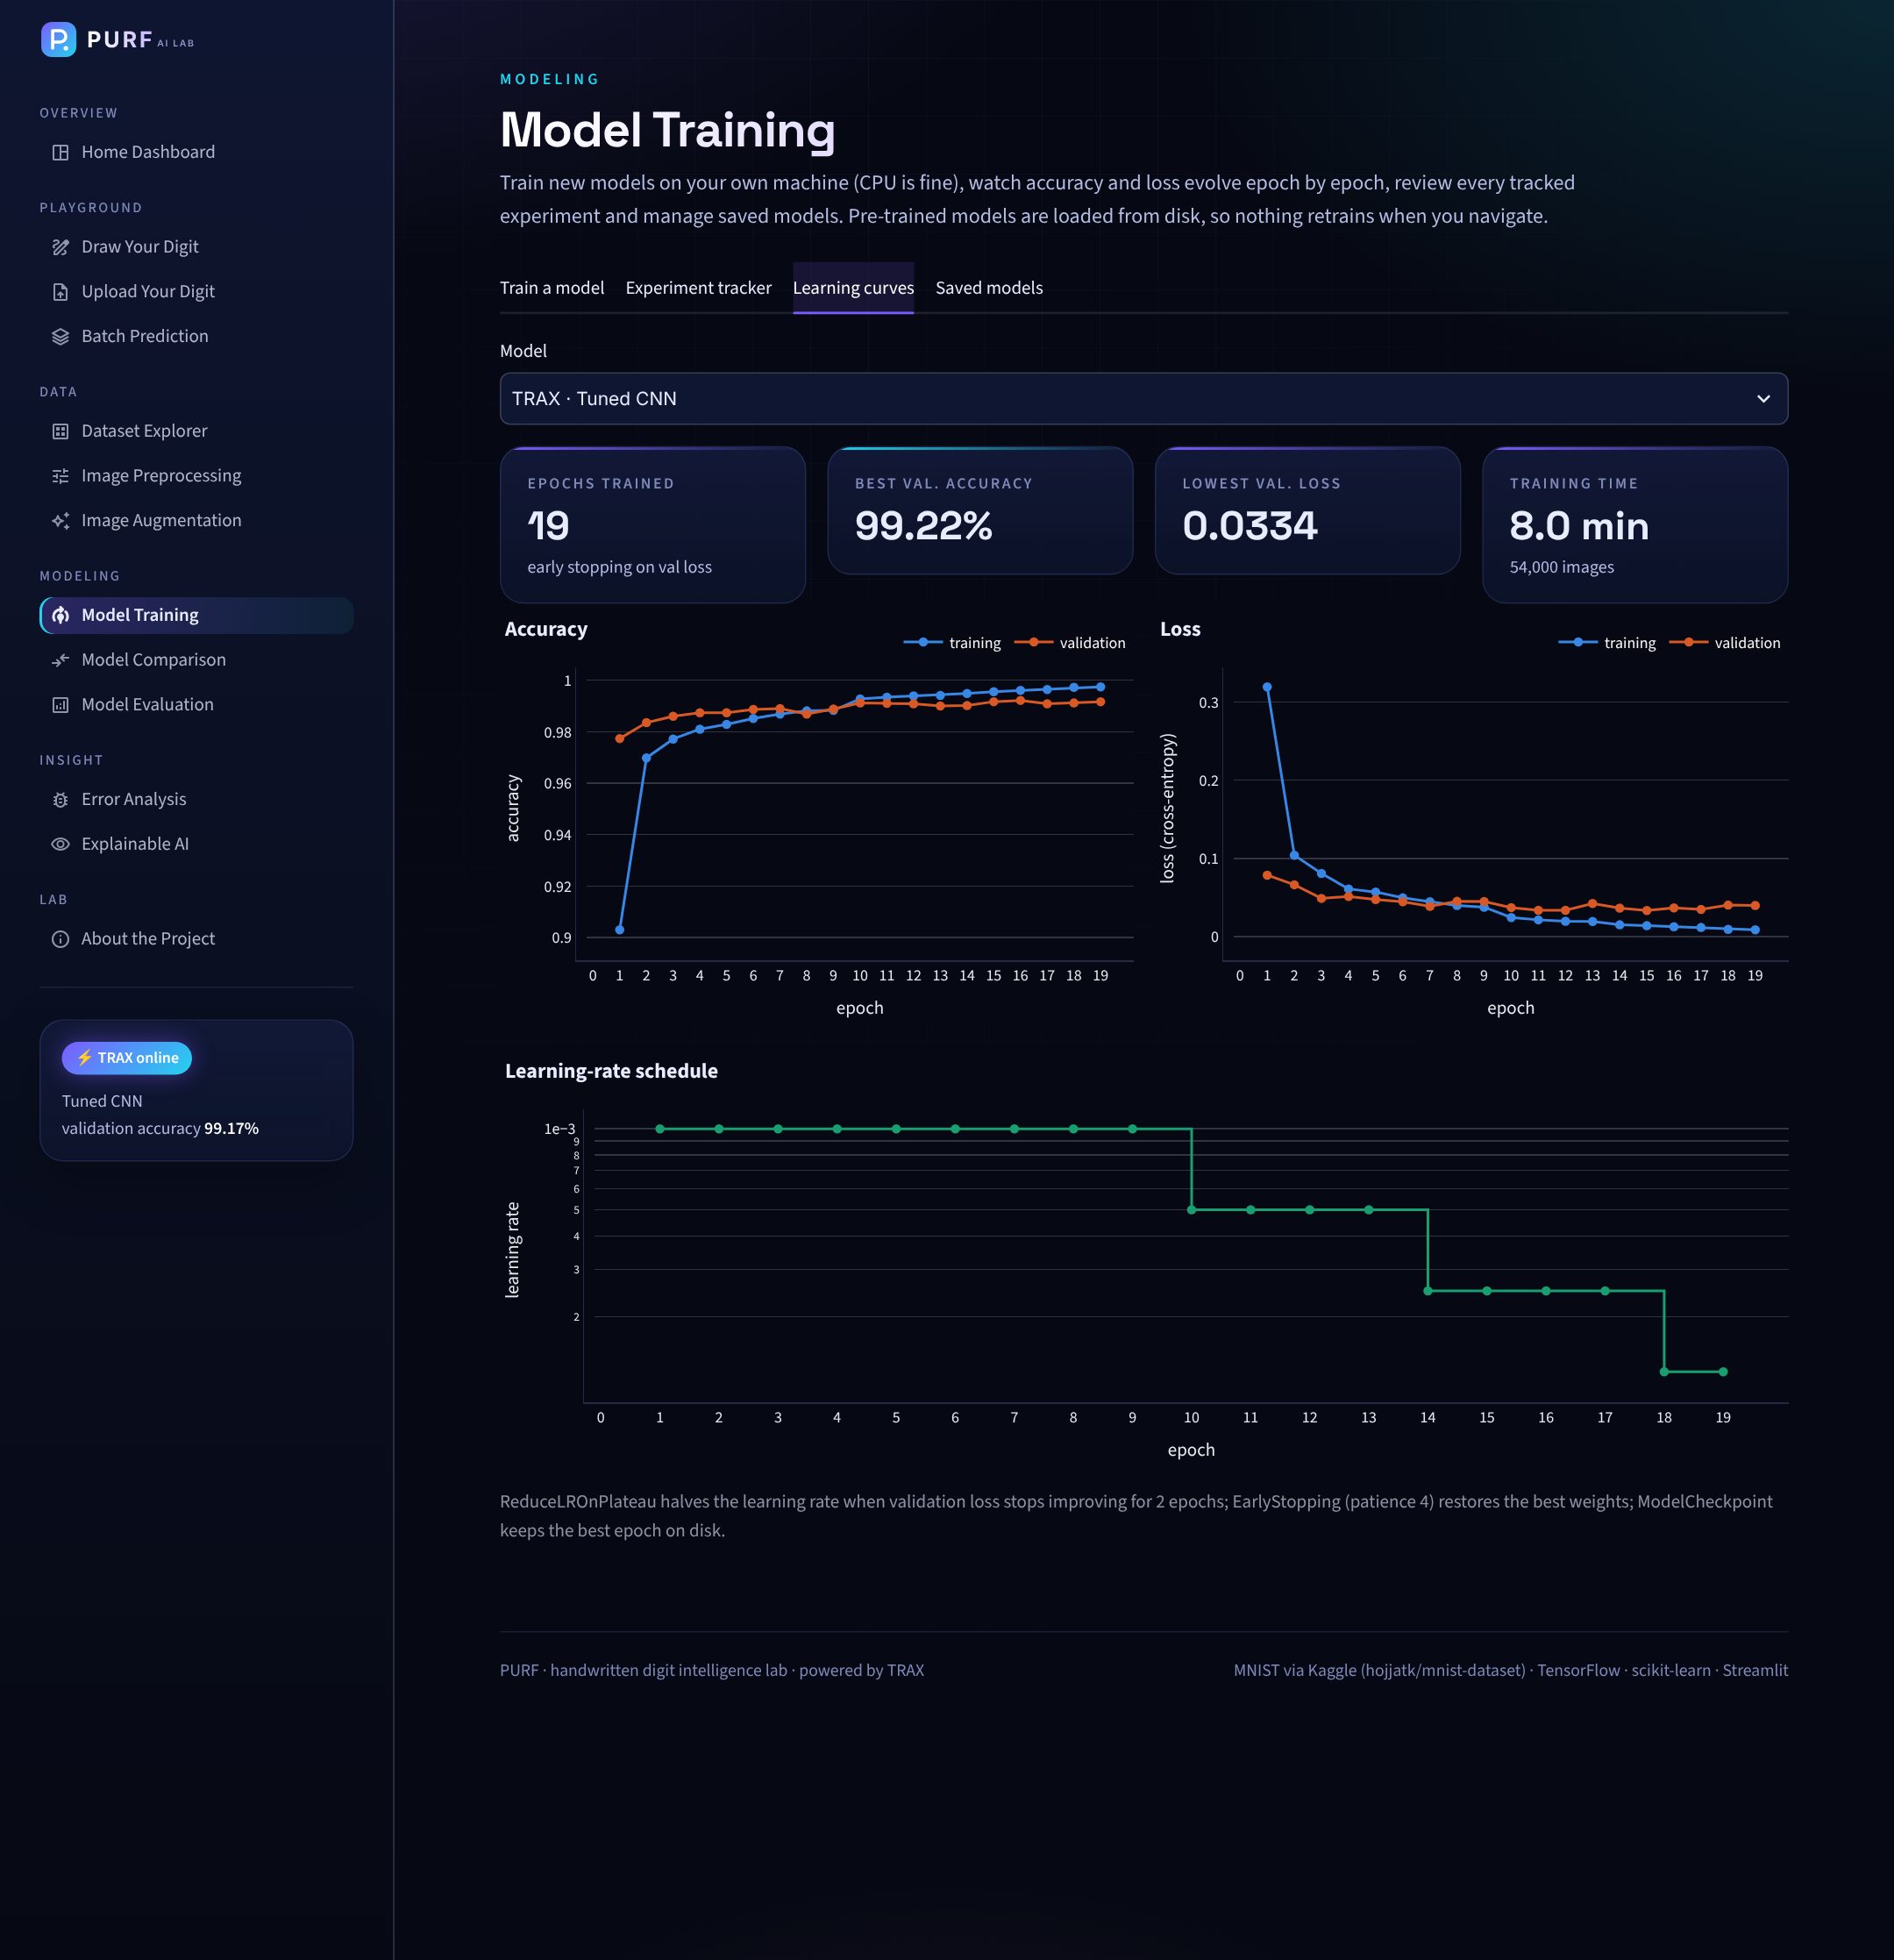 PURF AI LAB
OVERVIEW
Home Dashboard
PLAYGROUND
Draw Your Digit
Upload Your Digit
Batch Prediction
DATA
Dataset Explorer
Image Preprocessing
Image Augmentation
MODELING
Model Training
Model Comparison
Model Evaluation
INSIGHT
Error Analysis
Explainable AI
LAB
About the Project
⚡ TRAX online
Tuned CNN
validation accuracy 99.17%
MODELING
Model Training
Train new models on your own machine (CPU is fine), watch accuracy and loss evolve epoch by epoch, review every tracked
experiment and manage saved models. Pre-trained models are loaded from disk, so nothing retrains when you navigate.
Train a model Experiment tracker Learning curves Saved models
Model
TRAX · Tuned CNN
EPOCHS TRAINED
19
early stopping on val loss
BEST VAL. ACCURACY
99.22%
LOWEST VAL. LOSS
0.0334
TRAINING TIME
8.0 min
54,000 images
Accuracy
training validation
accuracy
1
0.98
0.96
0.94
0.92
0.9
0 1 2 3 4 5 6 7 8 9 10 11 12 13 14 15 16 17 18 19
epoch
Loss
training validation
loss (cross-entropy)
0.3
0.2
0.1
0
0 1 2 3 4 5 6 7 8 9 10 11 12 13 14 15 16 17 18 19
epoch
Learning-rate schedule
learning rate
1e−3
9
8
7
6
5
4
3
2
0 1 2 3 4 5 6 7 8 9 10 11 12 13 14 15 16 17 18 19
epoch
ReduceLROnPlateau halves the learning rate when validation loss stops improving for 2 epochs; EarlyStopping (patience 4) restores the best weights; ModelCheckpoint
keeps the best epoch on disk.
PURF · handwritten digit intelligence lab · powered by TRAX
MNIST via Kaggle (hojjatk/mnist-dataset) · TensorFlow · scikit-learn · Streamlit